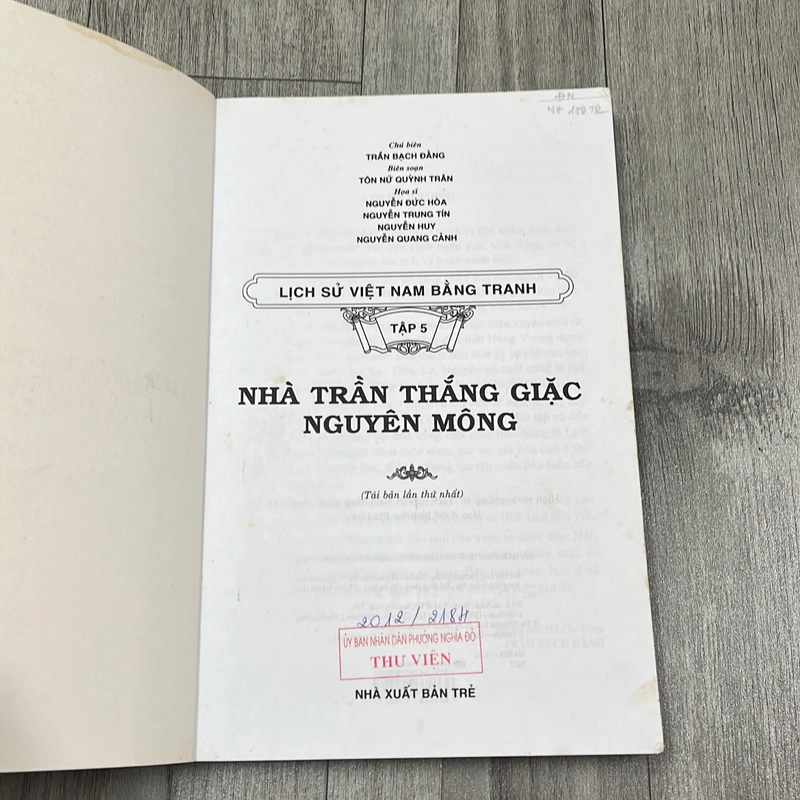 ĐN
NH 150 TR
Chủ biên
TRẦN BẠCH ĐẰNG
Biên soạn
TÔN NỮ QUỲNH TRÂN
Họa sĩ
NGUYỄN ĐỨC HÒA
NGUYỄN TRUNG TÍN
NGUYỄN HUY
NGUYỄN QUANG CẢNH
LỊCH SỬ VIỆT NAM BẰNG TRANH
TẬP 5
NHÀ TRẦN THẮNG GIẶC
NGUYÊN MÔNG
(Tái bản lần thứ nhất)
2012 / 2184
ỦY BAN NHÂN DÂN PHƯỜNG NGHĨA ĐÔ
THƯ VIỆN
NHÀ XUẤT BẢN TRẺ